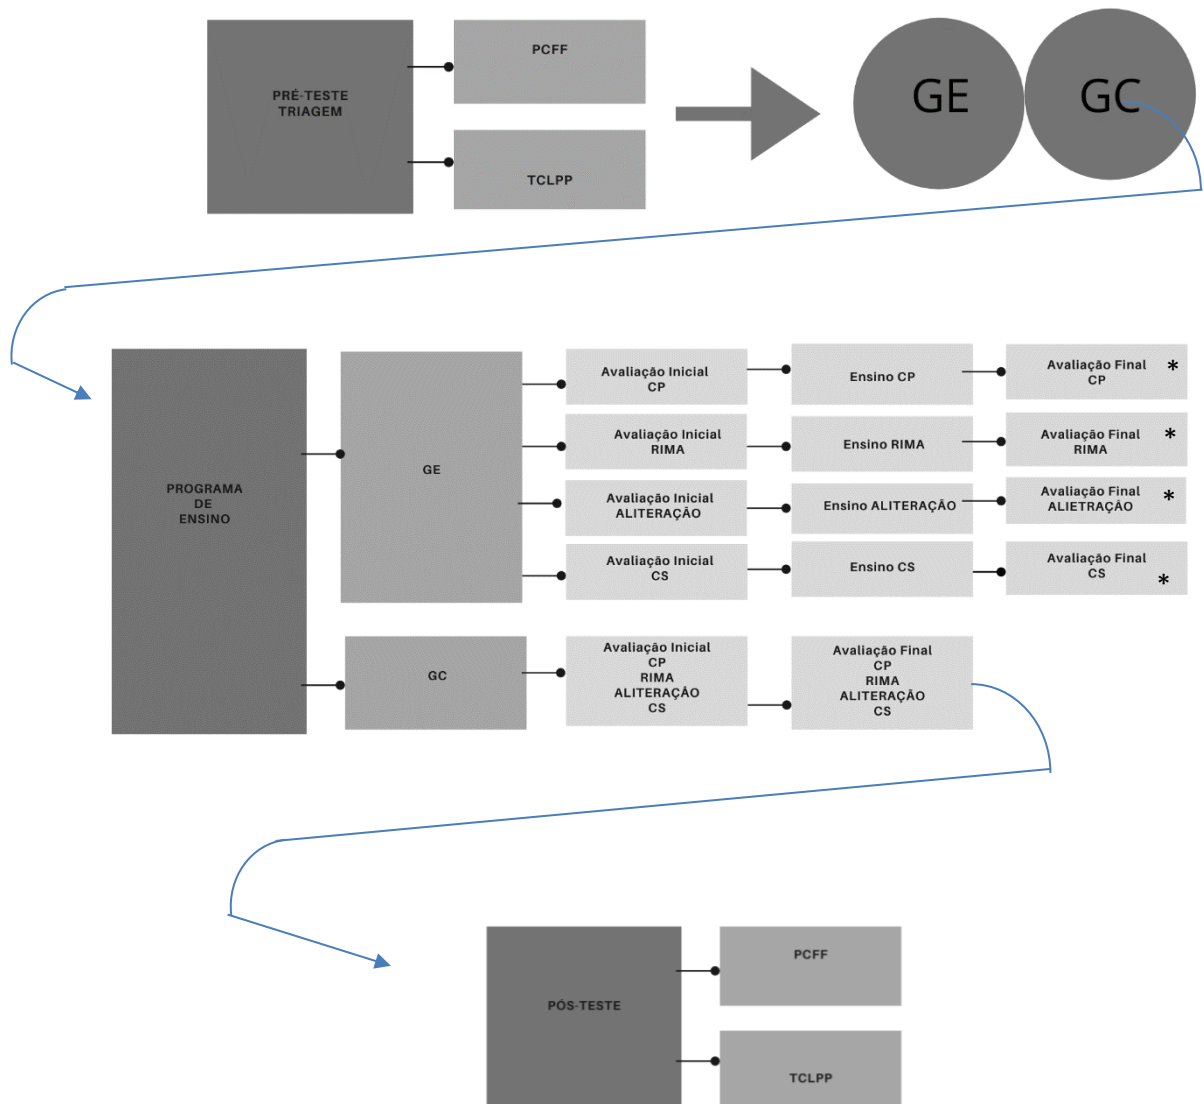 PCFF
PRÉ-TESTE
TRIAGEM
TCLPP
GE
GC
PROGRAMA
DE
ENSINO
GE
Avaliação Inicial
CP
Ensino CP
Avaliação Final
CP
*
Avaliação Inicial
RIMA
Ensino RIMA
Avaliação Final
RIMA
*
Avaliação Inicial
ALITERAÇÃO
Ensino ALITERAÇÃO
Avaliação Final
ALIETRAÇÃO
*
Avaliação Inicial
CS
Ensino CS
Avaliação Final
CS
*
GC
Avaliação Inicial
CP
RIMA
ALITERAÇÃO
CS
Avaliação Final
CP
RIMA
ALITERAÇÃO
CS
PÓS-TESTE
PCFF
TCLPP